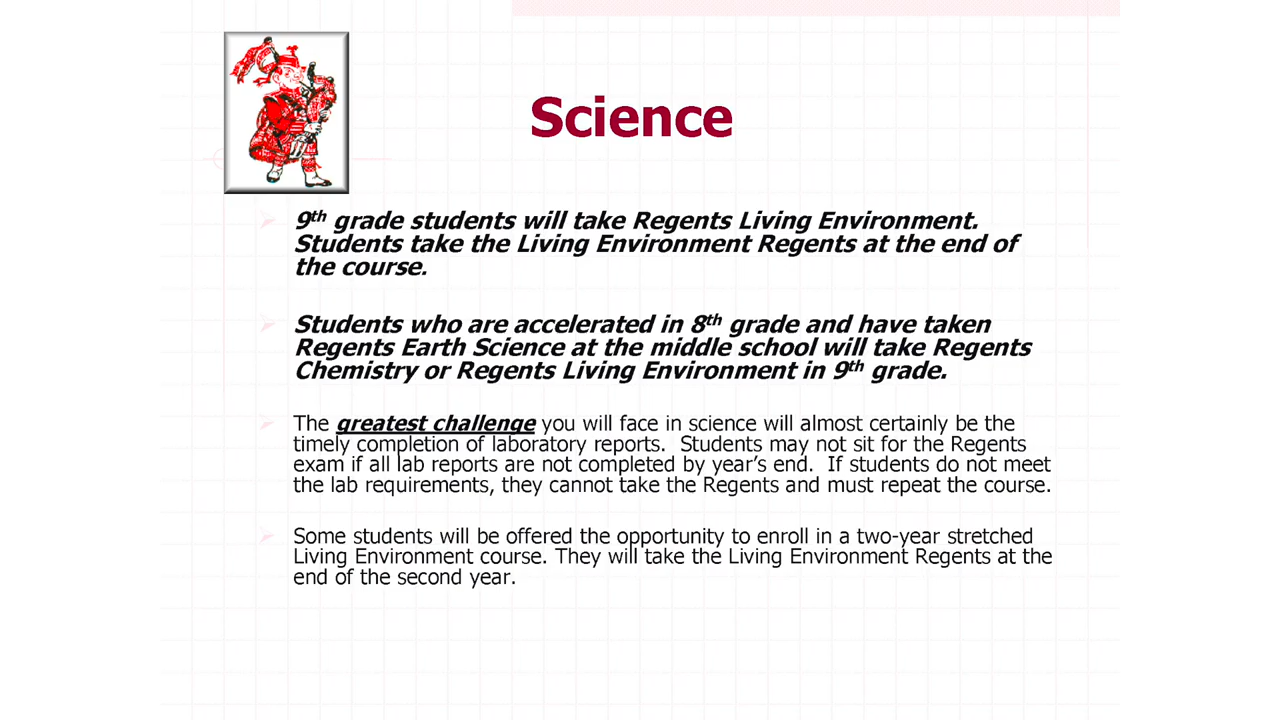 Science
9th grade students will take Regents Living Environment.
Students take the Living Environment Regents at the end of
the course.
Students who are accelerated in 8th grade and have taken
Regents Earth Science at the middle school will take Regents
Chemistry or Regents Living Environment in 9th grade.
The greatest challenge you will face in science will almost certainly be the
timely completion of laboratory reports.  Students may not sit for the Regents
exam if all lab reports are not completed by year’s end.  If students do not meet
the lab requirements, they cannot take the Regents and must repeat the course.
Some students will be offered the opportunity to enroll in a two-year stretched
Living Environment course. They will take the Living Environment Regents at the
end of the second year.